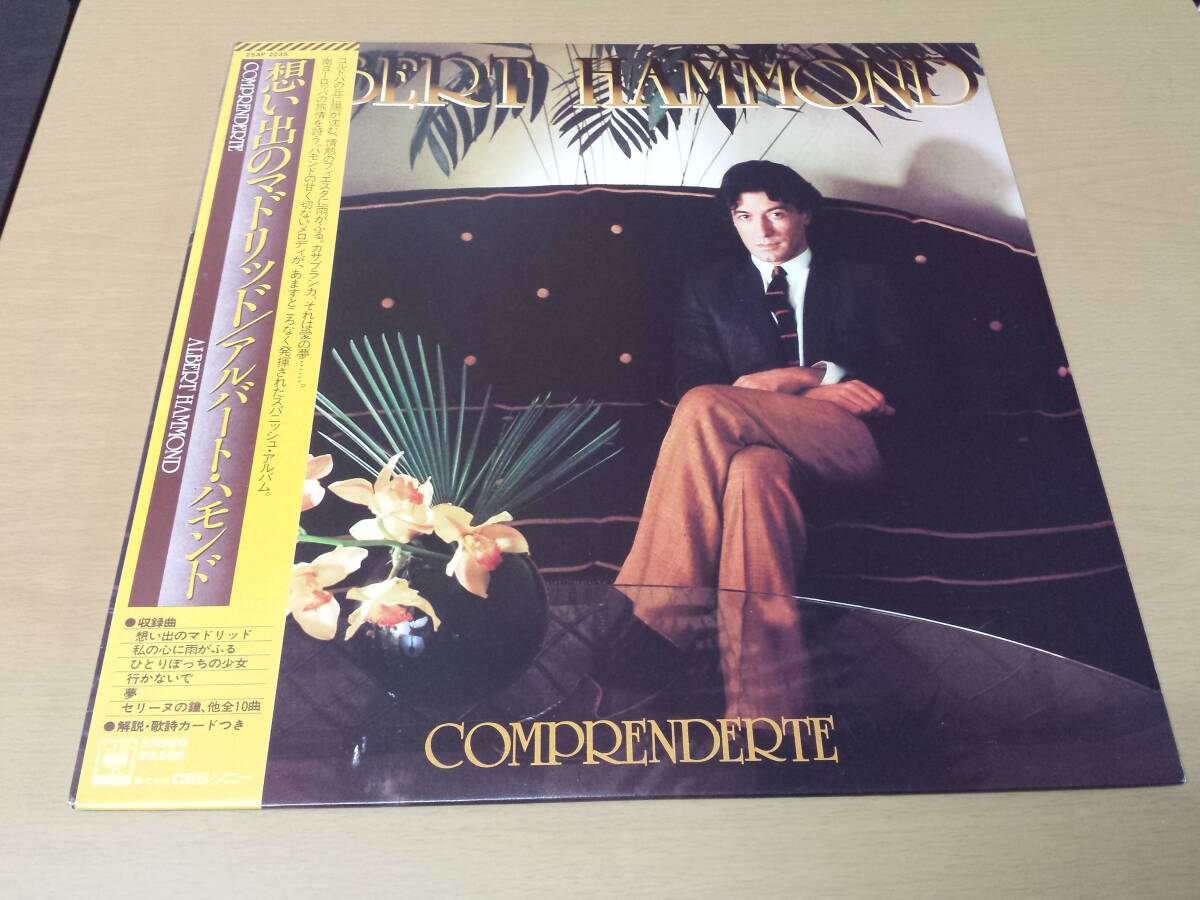 25AP 2235
COMPRENDERTE
想い出のマドリッド/アルバート・ハモンド
ALBERT HAMMOND
コルドバの丘に陽が沈む、情熱のフィエスタに雨がふる。カサブランカ、それは愛の夢……。
南ヨーロッパの旅情を詩う。ハモンドの甘く切ないメロディが、あますところなく発揮されたスパニッシュ・アルバム。
●収録曲
想い出のマドリッド
私の心に雨がふる
ひとりぼっちの少女
行かないで
夢
セリーヌの鐘、他全10曲
●解説・歌詩カードつき
STEREO
¥2,500
株式会社CBS・ソニー
BERT HAMMOND
COMPRENDERTE